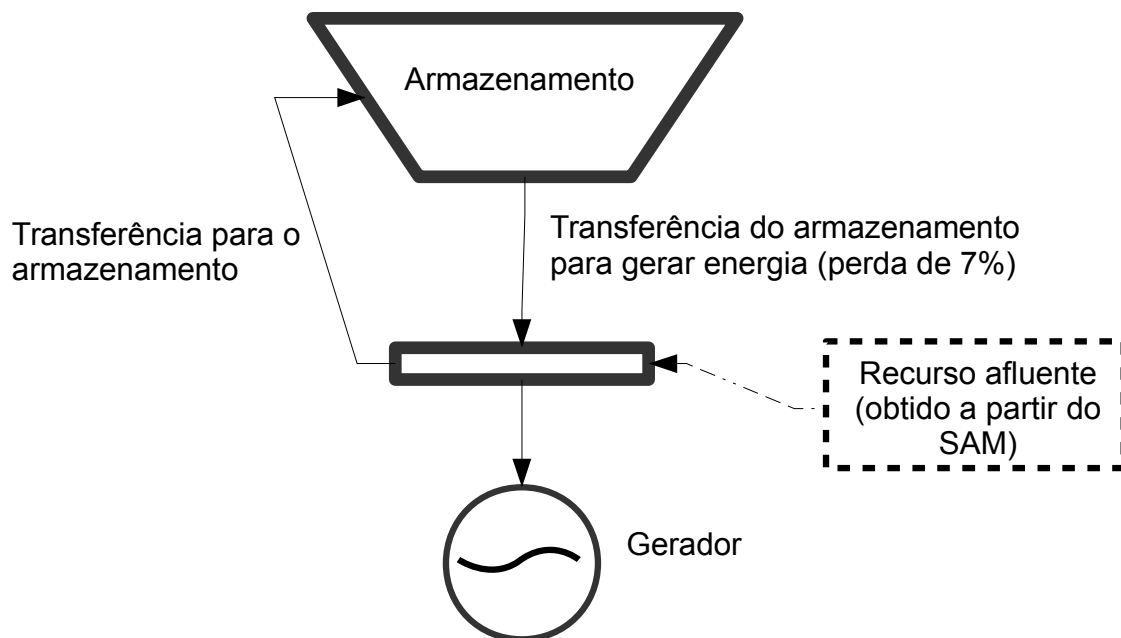 Armazenamento
Transferência para o
armazenamento
Transferência do armazenamento
para gerar energia (perda de 7%)
Recurso afluente
(obtido a partir do
SAM)
Gerador